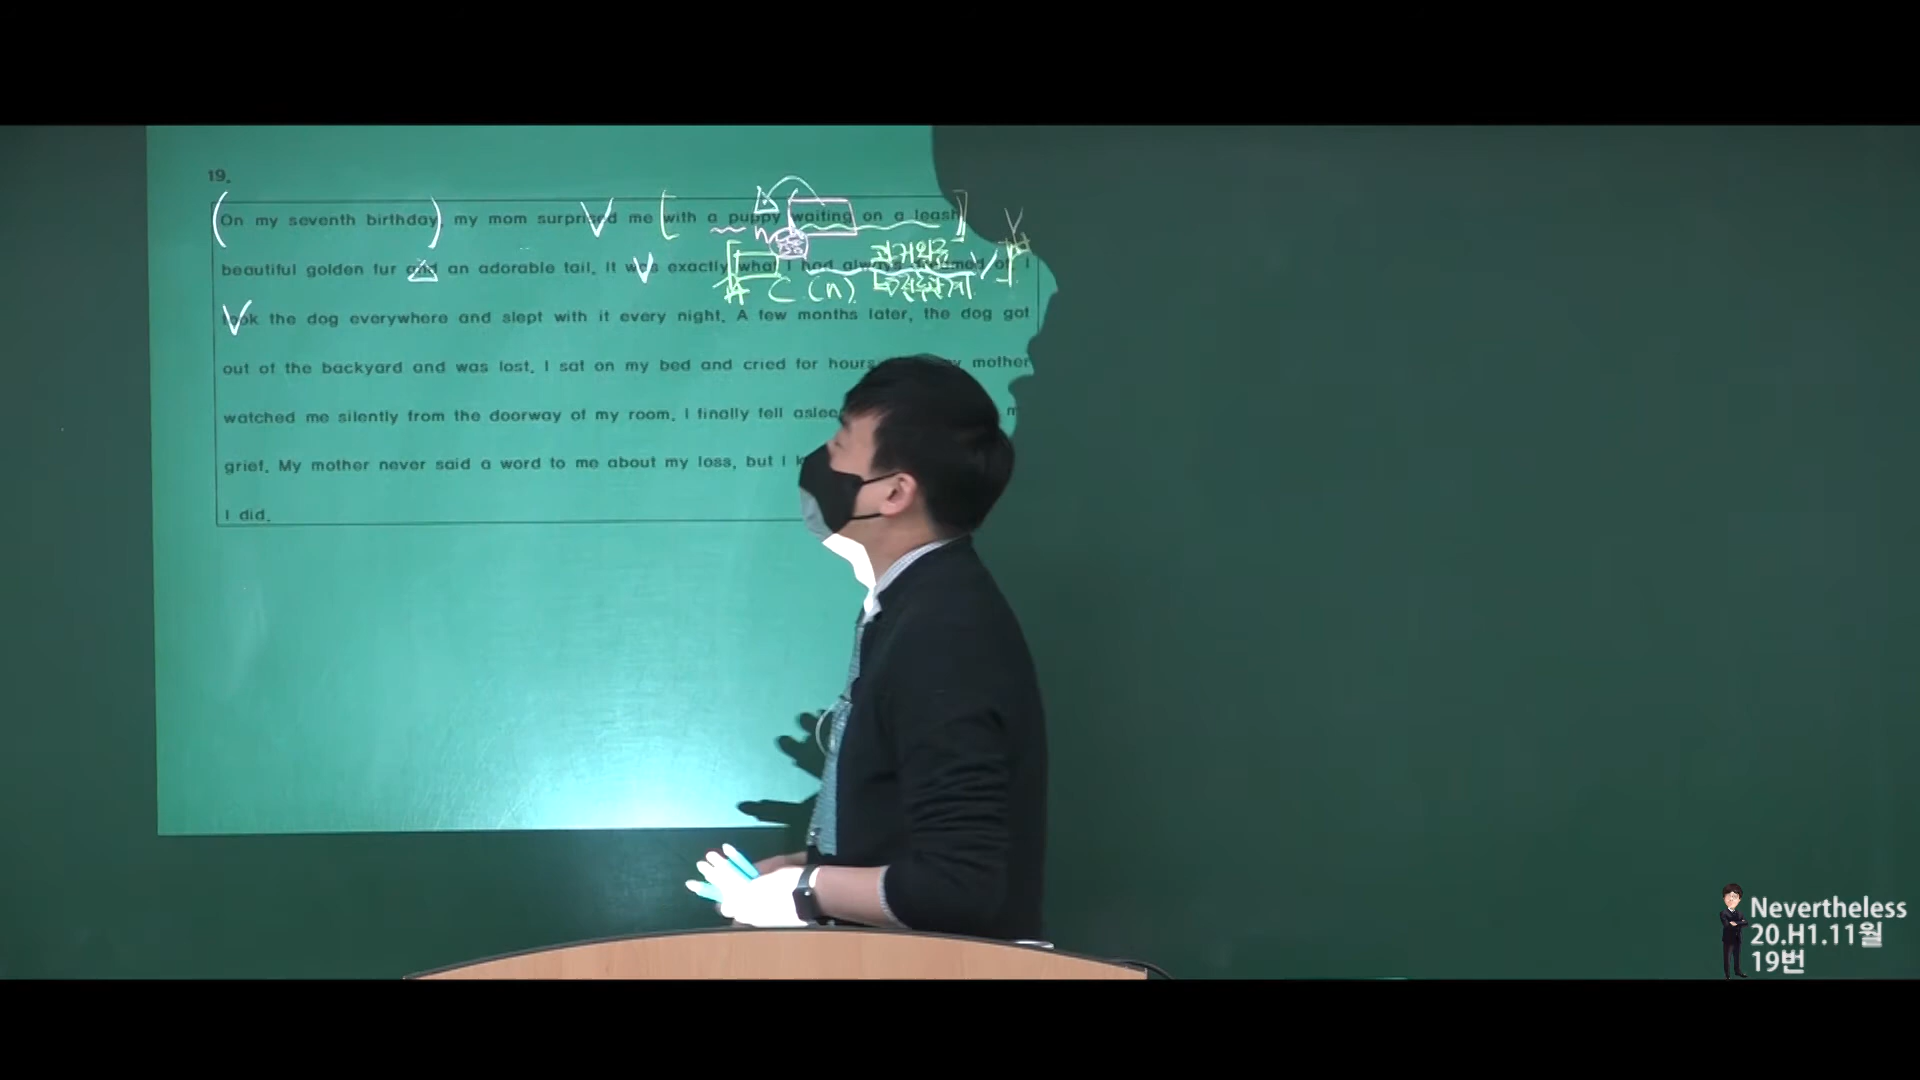 19.
On my seventh birthday, my mom surprised me with a puppy waiting on a leash
beautiful golden fur and an adorable tail. It was exactly what I had always dreamed of. I
took the dog everywhere and slept with it every night. A few months later, the dog got
out of the backyard and was lost. I sat on my bed and cried for hours mother
watched me silently from the doorway of my room. I finally fell
grief. My mother never said a word to me about my loss, but I
I did.
n
C (n)
Nevertheless
20.H1.11월
19번